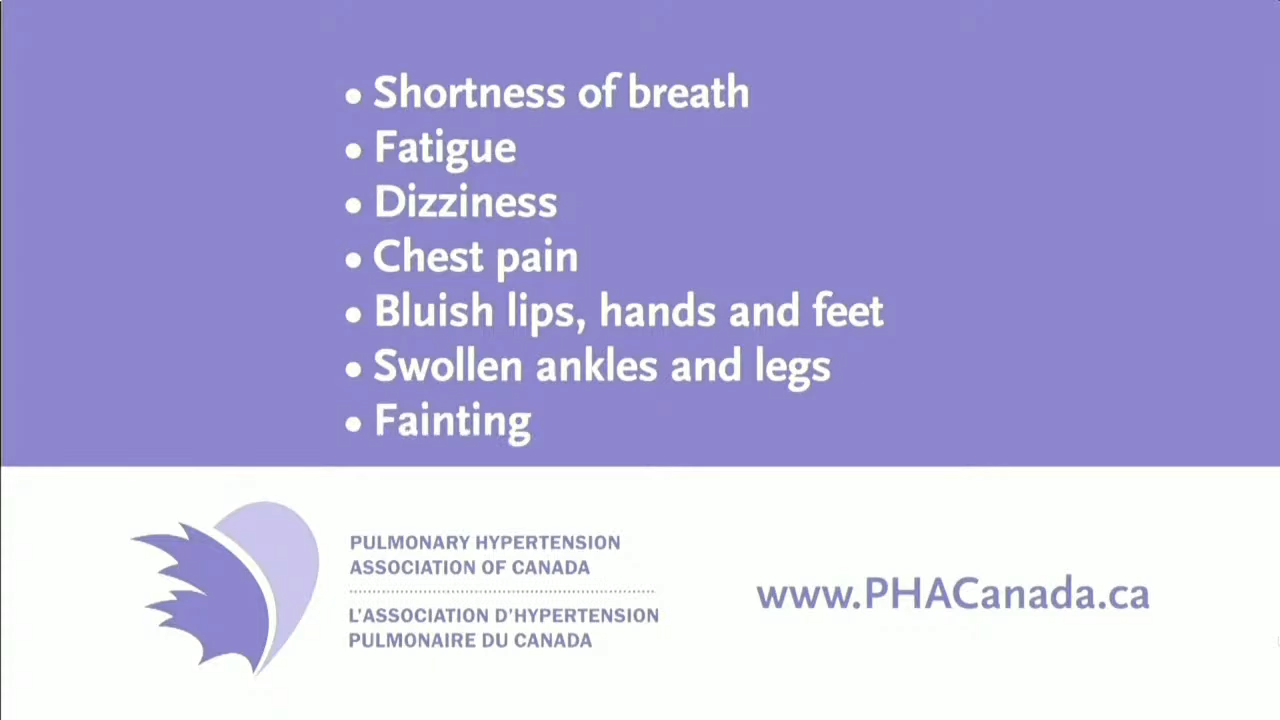 • Shortness of breath
• Fatigue
• Dizziness
• Chest pain
• Bluish lips, hands and feet
• Swollen ankles and legs
• Fainting
PULMONARY HYPERTENSION
ASSOCIATION OF CANADA
L'ASSOCIATION D'HYPERTENSION
PULMONAIRE DU CANADA
www.PHACanada.ca